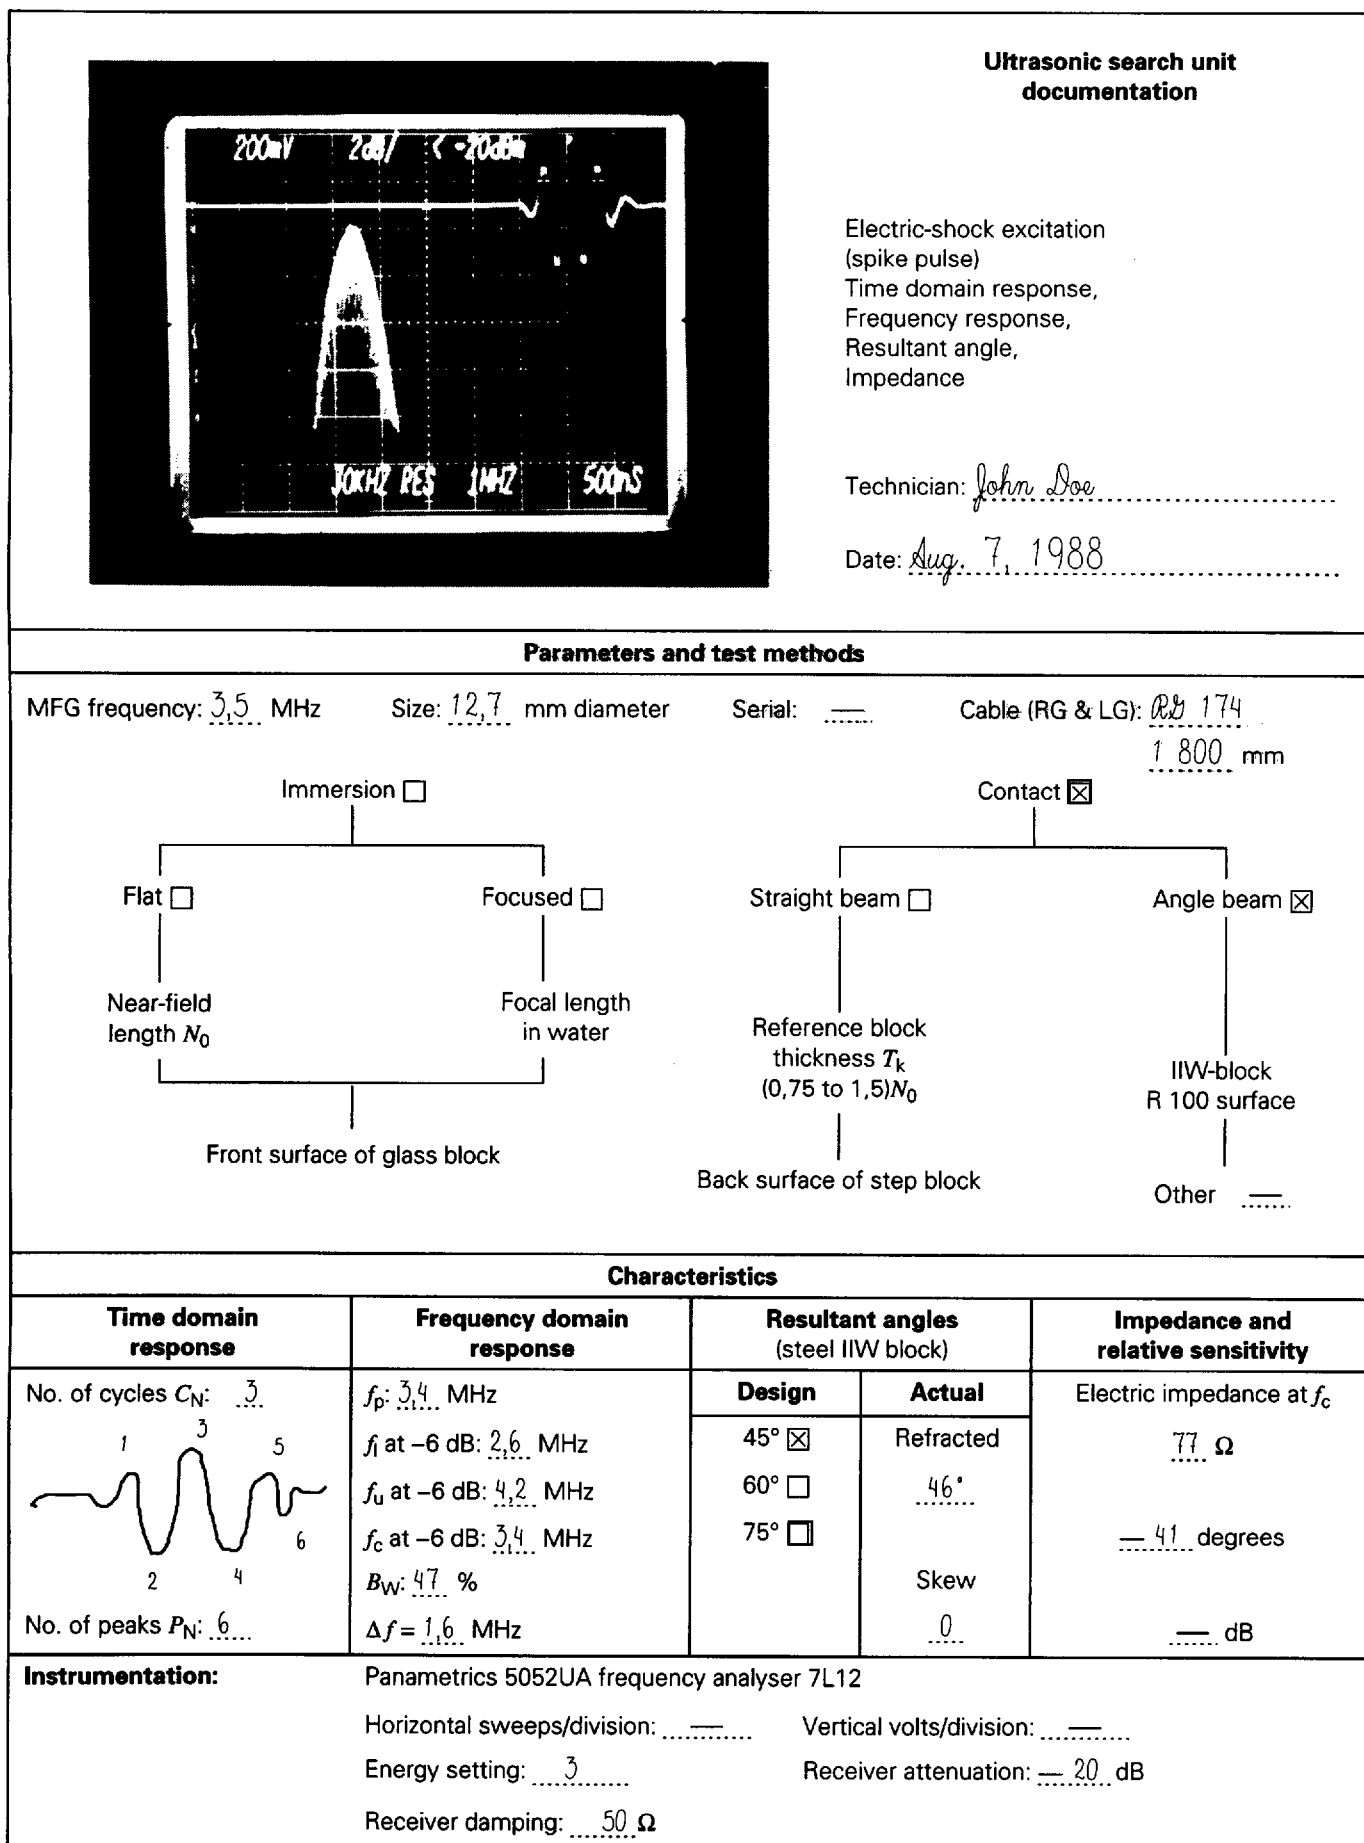 Ultrasonic search unit
documentation
200mV 2dB/ < -20dBm
30KHZ RES 1MHZ 500nS
Electric-shock excitation
(spike pulse)
Time domain response,
Frequency response,
Resultant angle,
Impedance
Technician: John Doe
Date: Aug. 7, 1988
Parameters and test methods
MFG frequency: 3,5 MHz Size: 12,7 mm diameter Serial: — Cable (RG & LG): RG 174
1 800 mm
Immersion ☐ Contact ☒
Flat ☐ Focused ☐ Straight beam ☐ Angle beam ☒
Near-field
length N₀
Focal length
in water
Reference block
thickness Tₖ
(0,75 to 1,5)N₀
IIW-block
R 100 surface
Front surface of glass block
Back surface of step block
Other —
Characteristics
Time domain
response
Frequency domain
response
Resultant angles
(steel IIW block)
Impedance and
relative sensitivity
No. of cycles C_N: 3
1 3 5
2 4 6
No. of peaks P_N: 6
f_p: 3,4 MHz
f_l at –6 dB: 2,6 MHz
f_u at –6 dB: 4,2 MHz
f_c at –6 dB: 3,4 MHz
B_W: 47 %
Δf = 1,6 MHz
Design Actual
45° ☒ Refracted
60° ☐ 46°
75° ☐
Skew
0
Electric impedance at f_c
77 Ω
— 41 degrees
— dB
Instrumentation: Panametrics 5052UA frequency analyser 7L12
Horizontal sweeps/division: — Vertical volts/division: —
Energy setting: 3 Receiver attenuation: — 20 dB
Receiver damping: 50 Ω